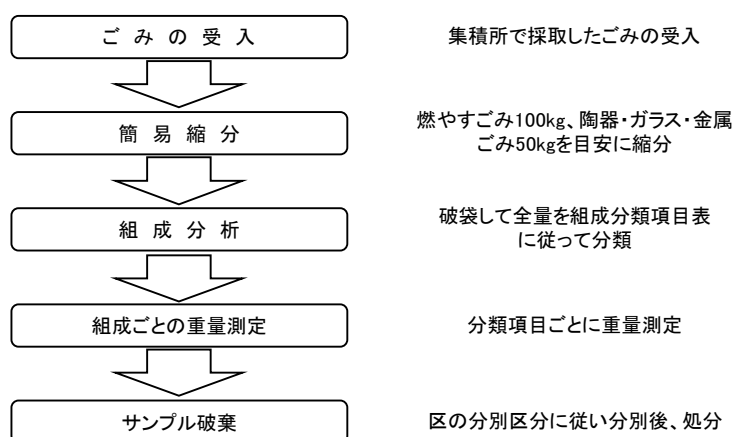 ごみの受入
集積所で採取したごみの受入
簡易縮分
燃やすごみ100kg、陶器・ガラス・金属
ごみ50kgを目安に縮分
組成分析
破袋して全量を組成分類項目表
に従って分類
組成ごとの重量測定
分類項目ごとに重量測定
サンプル破棄
区の分別区分に従い分別後、処分